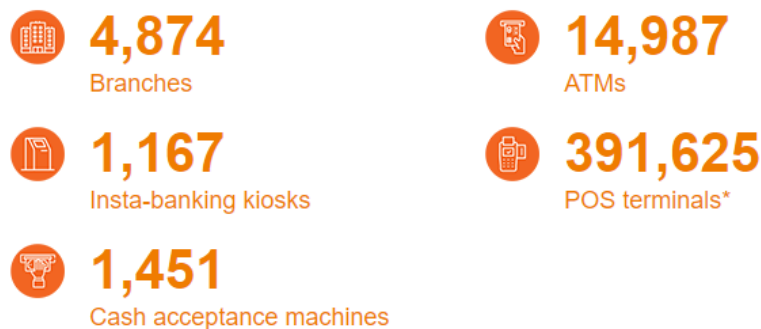 4,874
Branches
14,987
ATMs
1,167
Insta-banking kiosks
391,625
POS terminals*
1,451
Cash acceptance machines